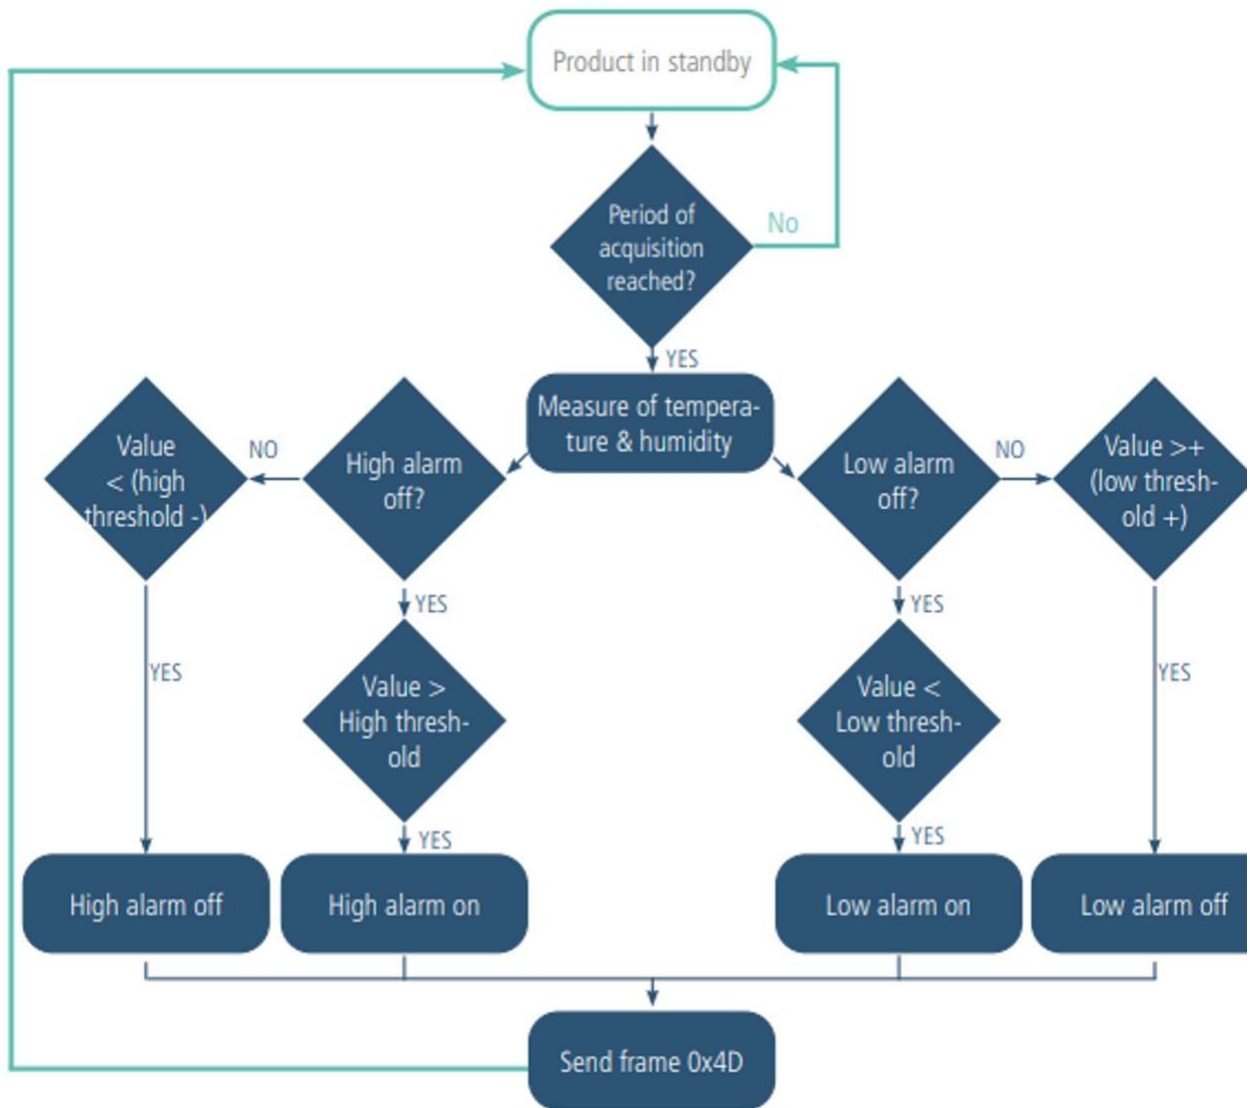 Product in standby
Period of
acquisition
reached?
No
YES
Measure of tempera-
ture & humidity
Value
< (high
threshold -)
NO
High alarm
off?
Low alarm
off?
NO
Value >+
(low thresh-
old +)
YES
YES
YES
Value >
High thresh-
old
Value <
Low thresh-
old
YES
YES
YES
High alarm off
High alarm on
Low alarm on
Low alarm off
Send frame 0x4D